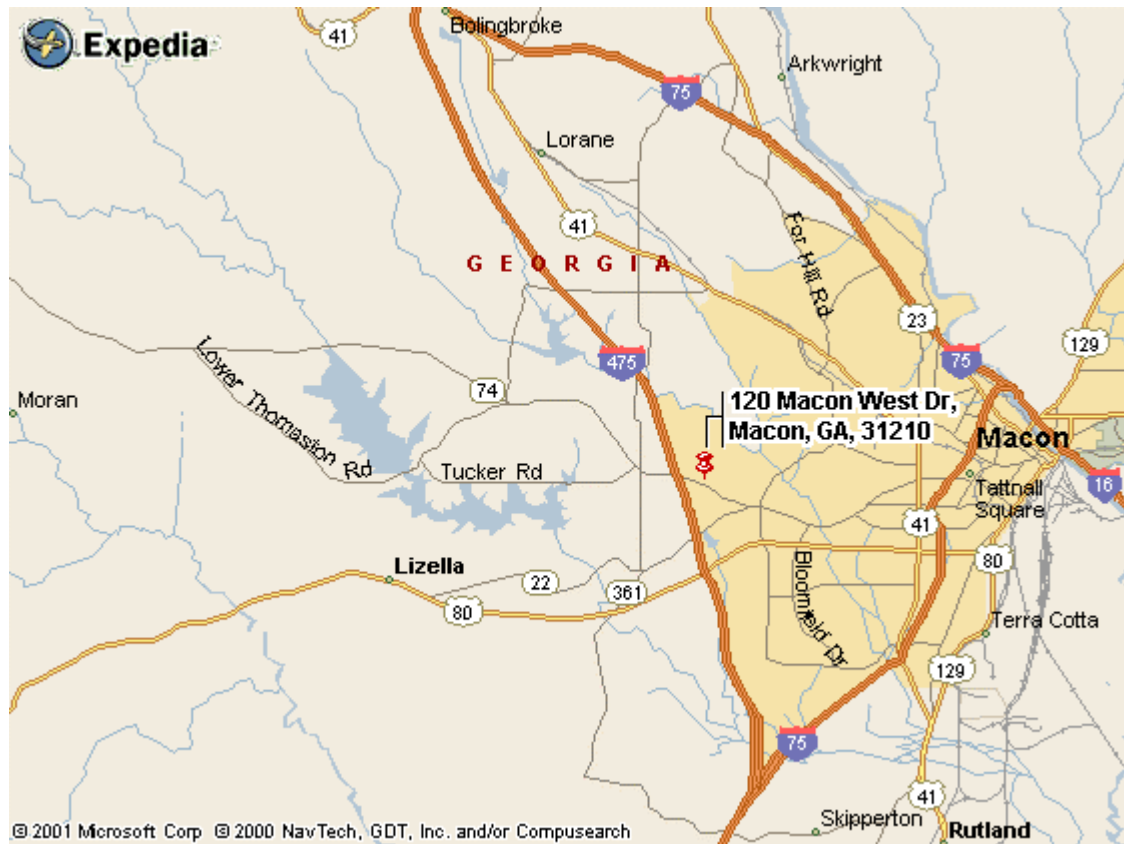 Expedia
41
Bolingbroke
75
Arkwright
Lorane
41
For Hill Rd
GEORGIA
23
129
475
75
74
Lower Thomaston Rd
Moran
120 Macon West Dr,
Macon, GA, 31210
Macon
Tucker Rd
Tattnall
Square
16
41
80
Lizella
22
361
80
Bloomfield Dr
Terra Cotta
129
75
41
Skipperton
Rutland
© 2001 Microsoft Corp © 2000 NavTech, GDT, Inc. and/or Compusearch